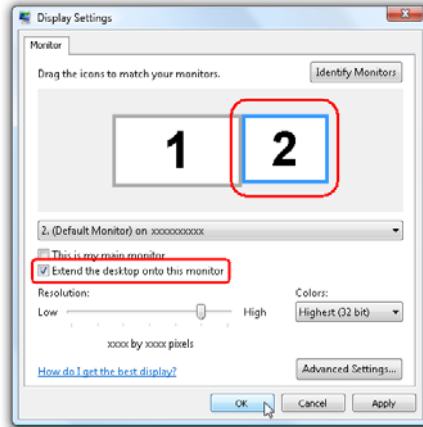 Display Settings
Monitor
Drag the icons to match your monitors.
Identify Monitors
1
2
2. (Default Monitor) on xxxxxxxxxx
This is my main monitor
Extend the desktop onto this monitor
Resolution:
Colors:
Low
High
Highest (32 bit)
xxxx by xxxx pixels
How do I get the best display?
Advanced Settings...
OK
Cancel
Apply